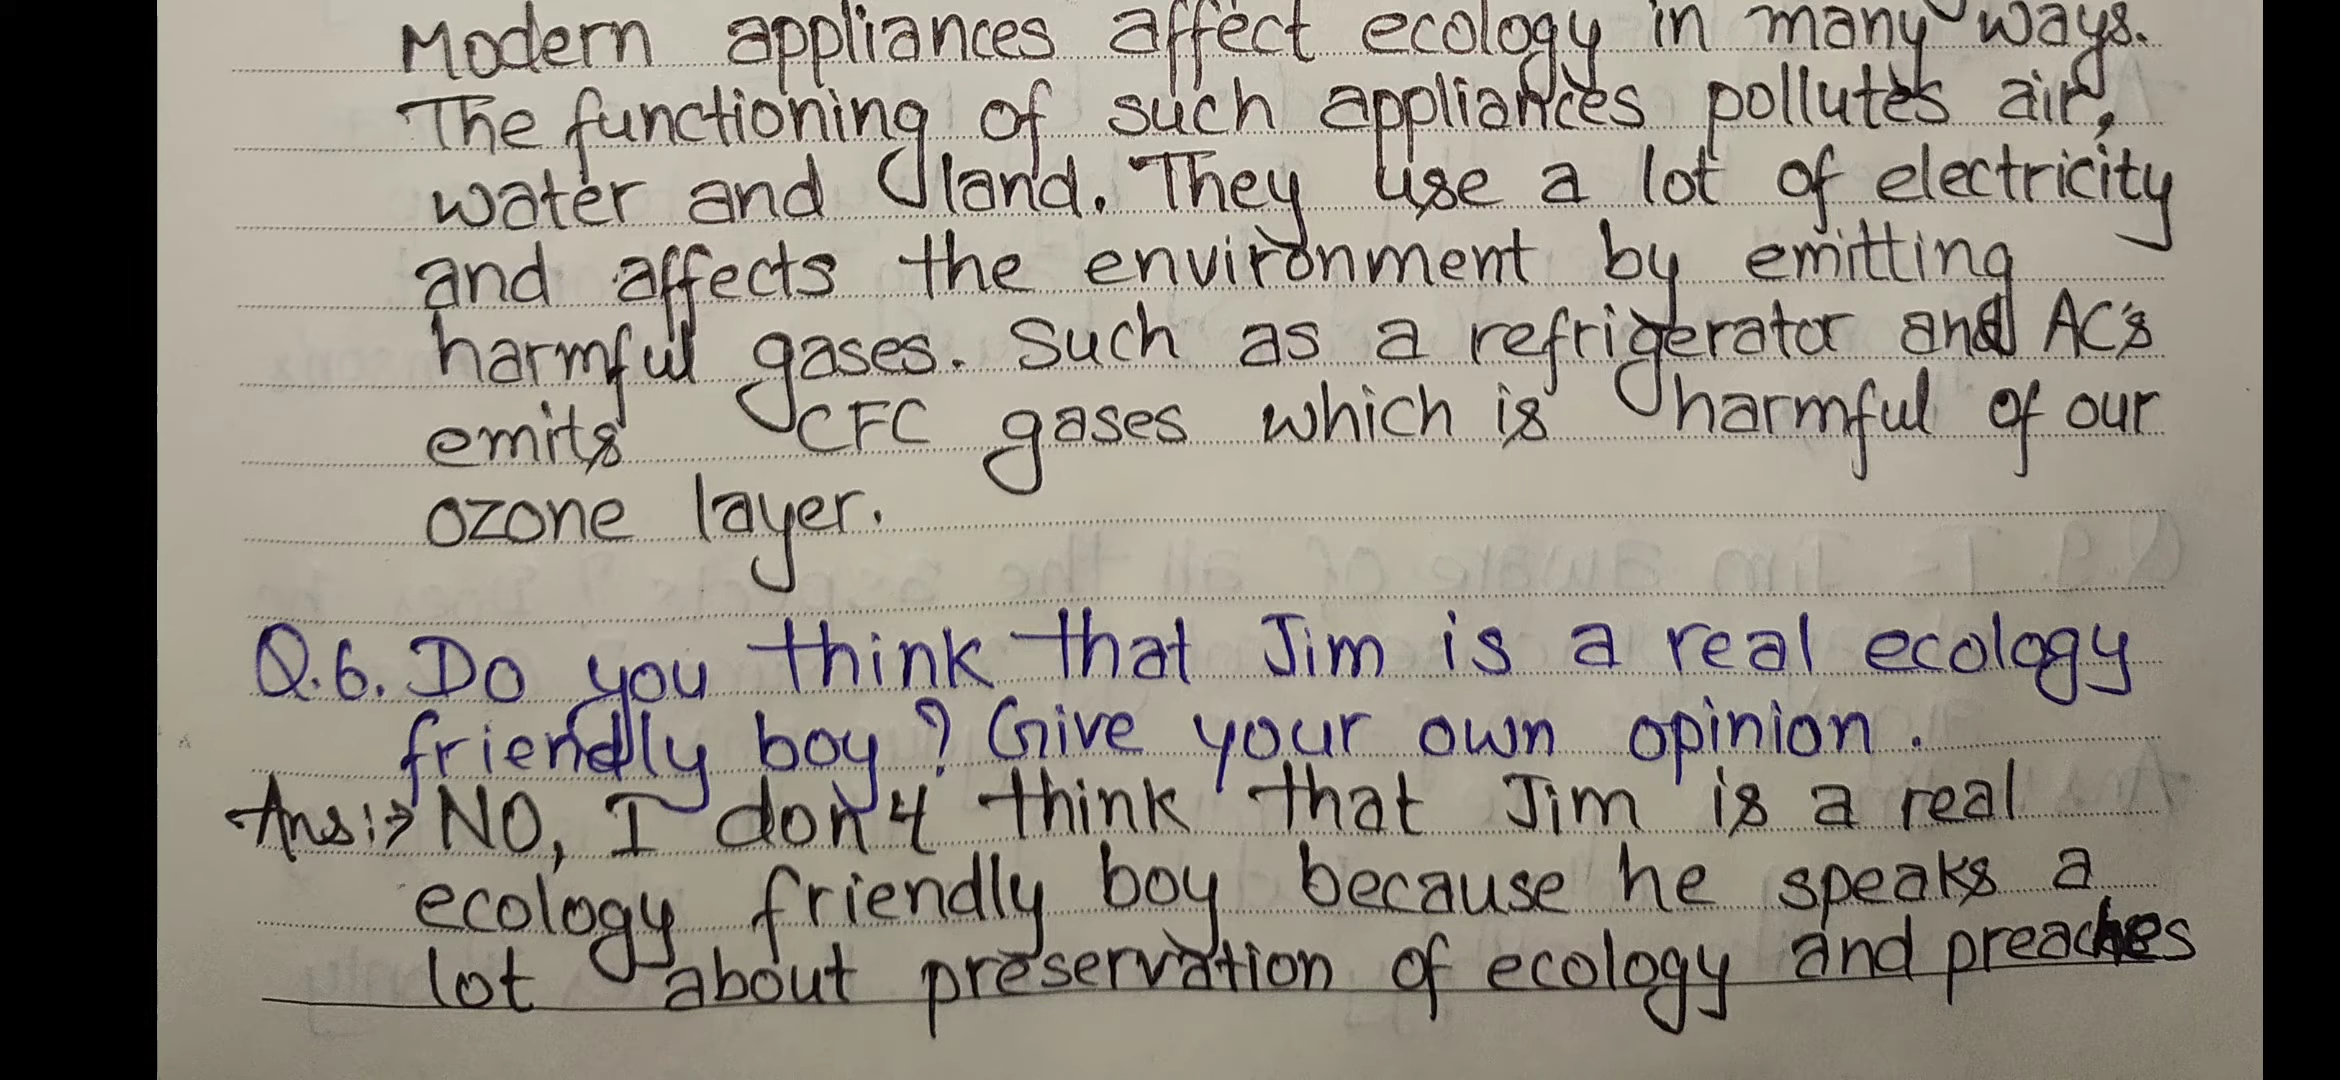 Modern appliances affect ecology in many ways.
The functioning of such appliances pollutes air,
water and land. They use a lot of electricity
and affects the environment by emitting
harmful gases. Such as a refrigerator and AC's
emits CFC gases which is harmful of our
ozone layer.
Q.6. Do you think that Jim is a real ecology
friendly boy? Give your own opinion.
Ans:→ NO, I don't think that Jim is a real
ecology friendly boy because he speaks a
lot about preservation of ecology and preaches